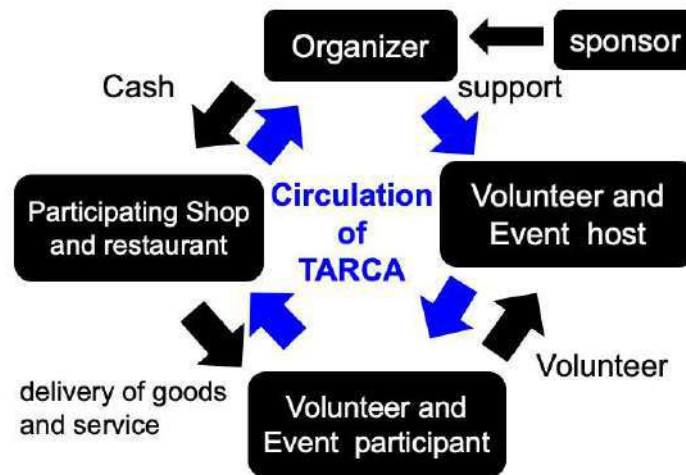 Organizer
sponsor
Cash
support
Circulation
of
TARCA
Participating Shop
and restaurant
Volunteer and
Event host
delivery of goods
and service
Volunteer
Volunteer and
Event participant